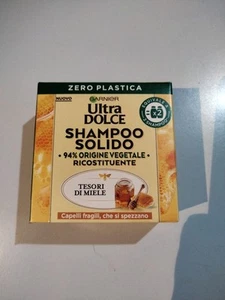 ZERO PLASTICA
NUOVO
GARNIER
Ultra
DOLCE
SHAMPOO
SOLIDO
• 94% ORIGINE VEGETALE •
RICOSTITUENTE
TESORI
DI MIELE
Capelli fragili, che si spezzano